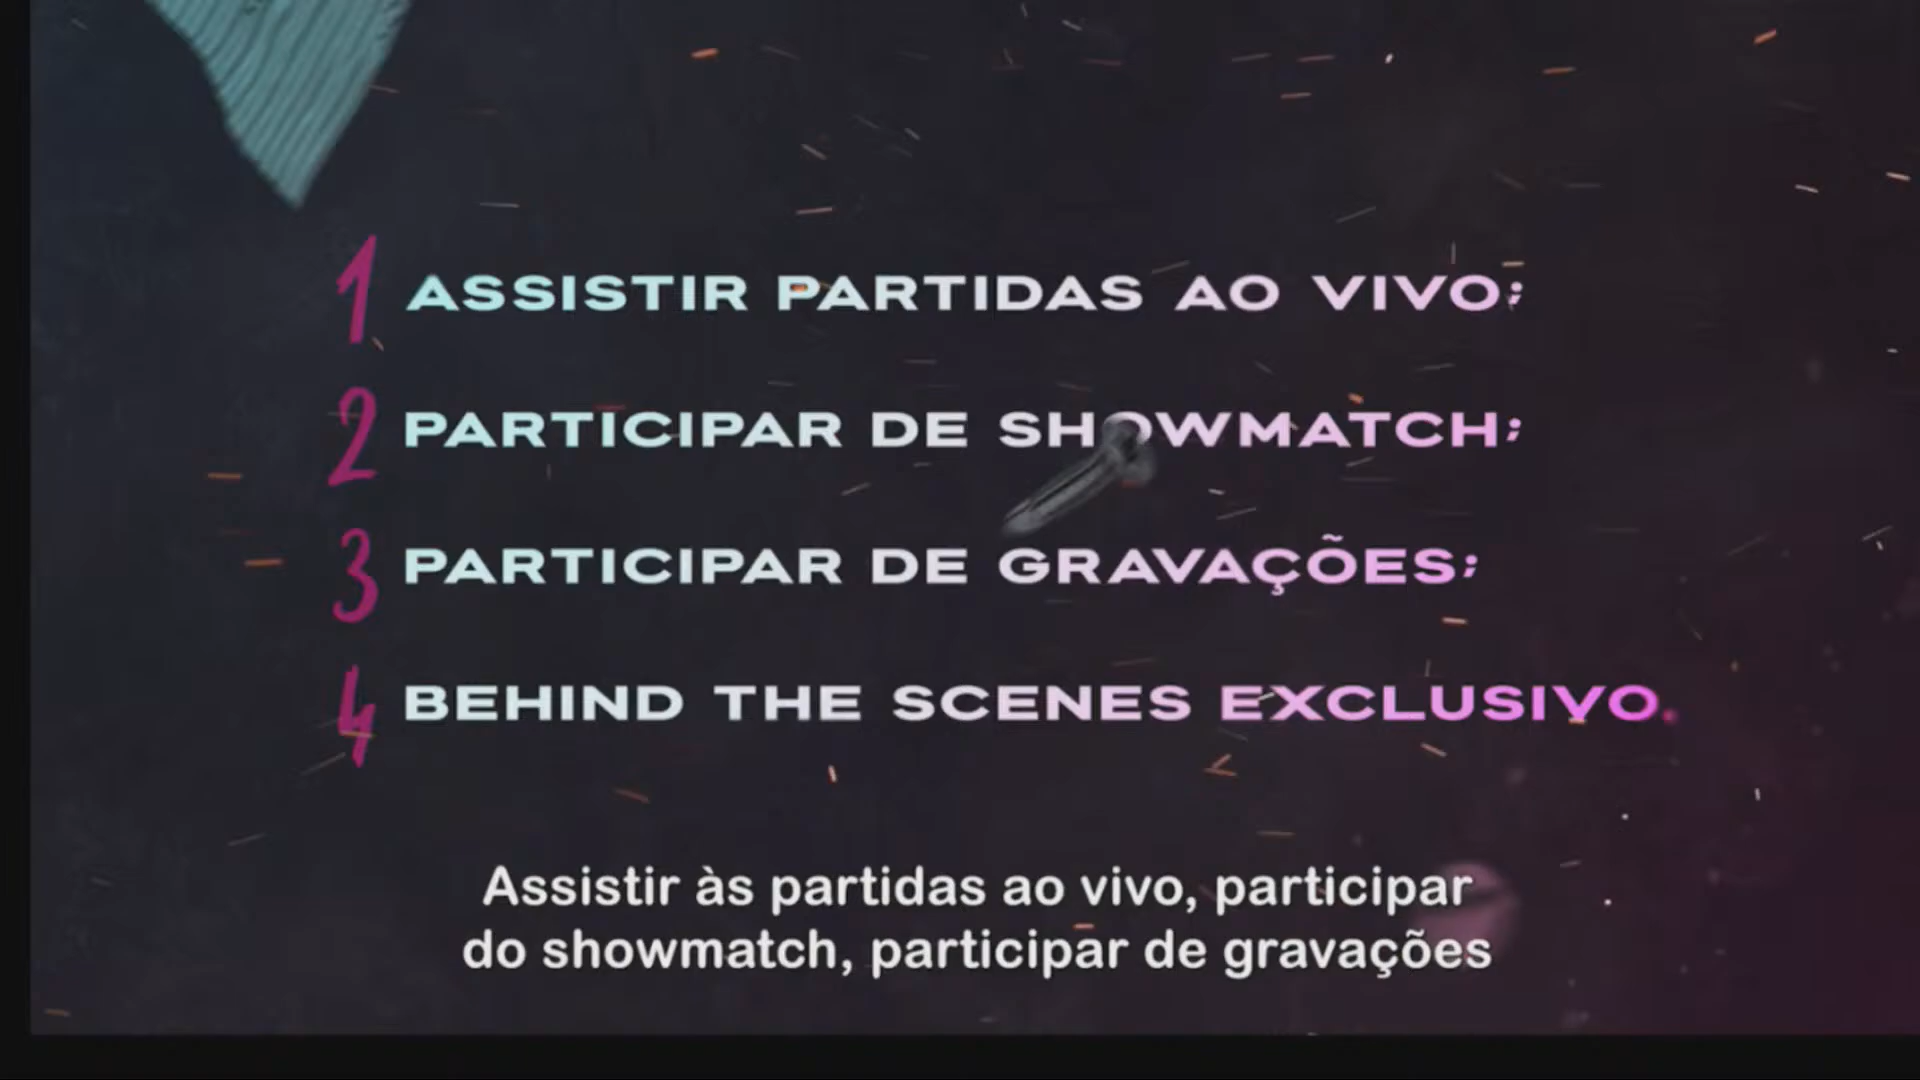 1 ASSISTIR PARTIDAS AO VIVO;
2 PARTICIPAR DE SHOWMATCH;
3 PARTICIPAR DE GRAVAÇÕES;
4 BEHIND THE SCENES EXCLUSIVO.
Assistir às partidas ao vivo, participar
do showmatch, participar de gravações